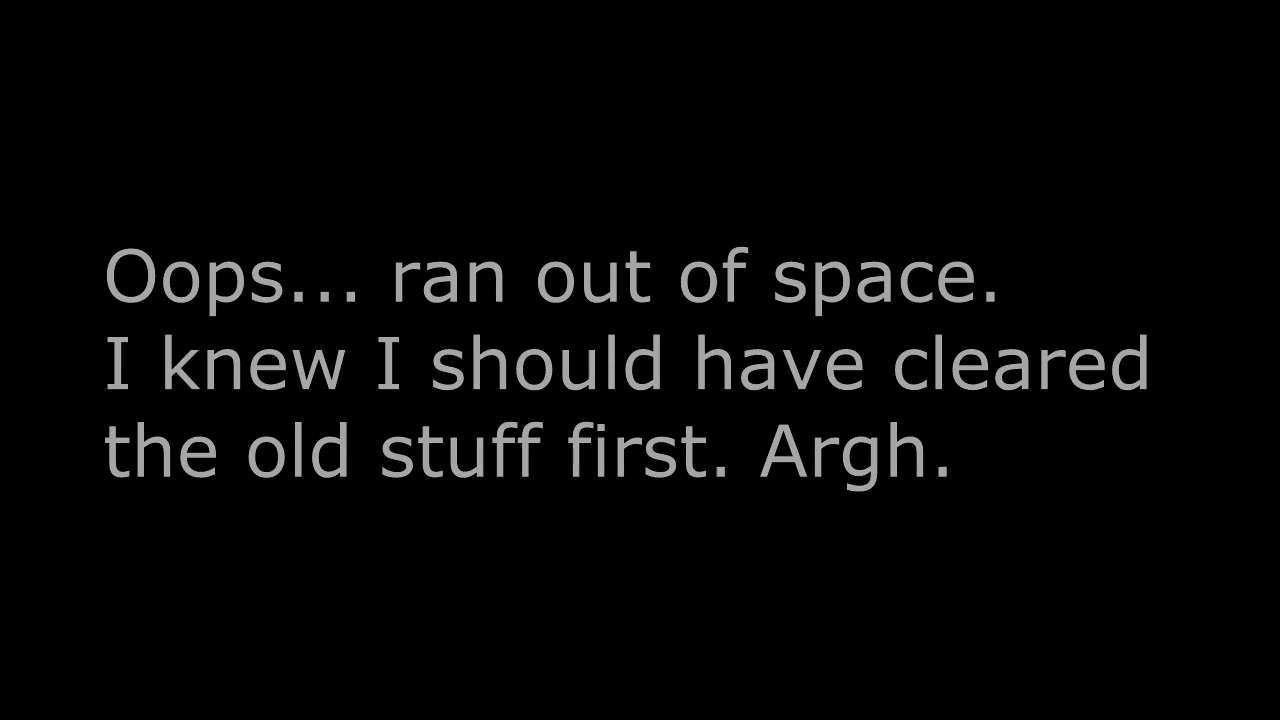 Oops... ran out of space.
I knew I should have cleared
the old stuff first. Argh.